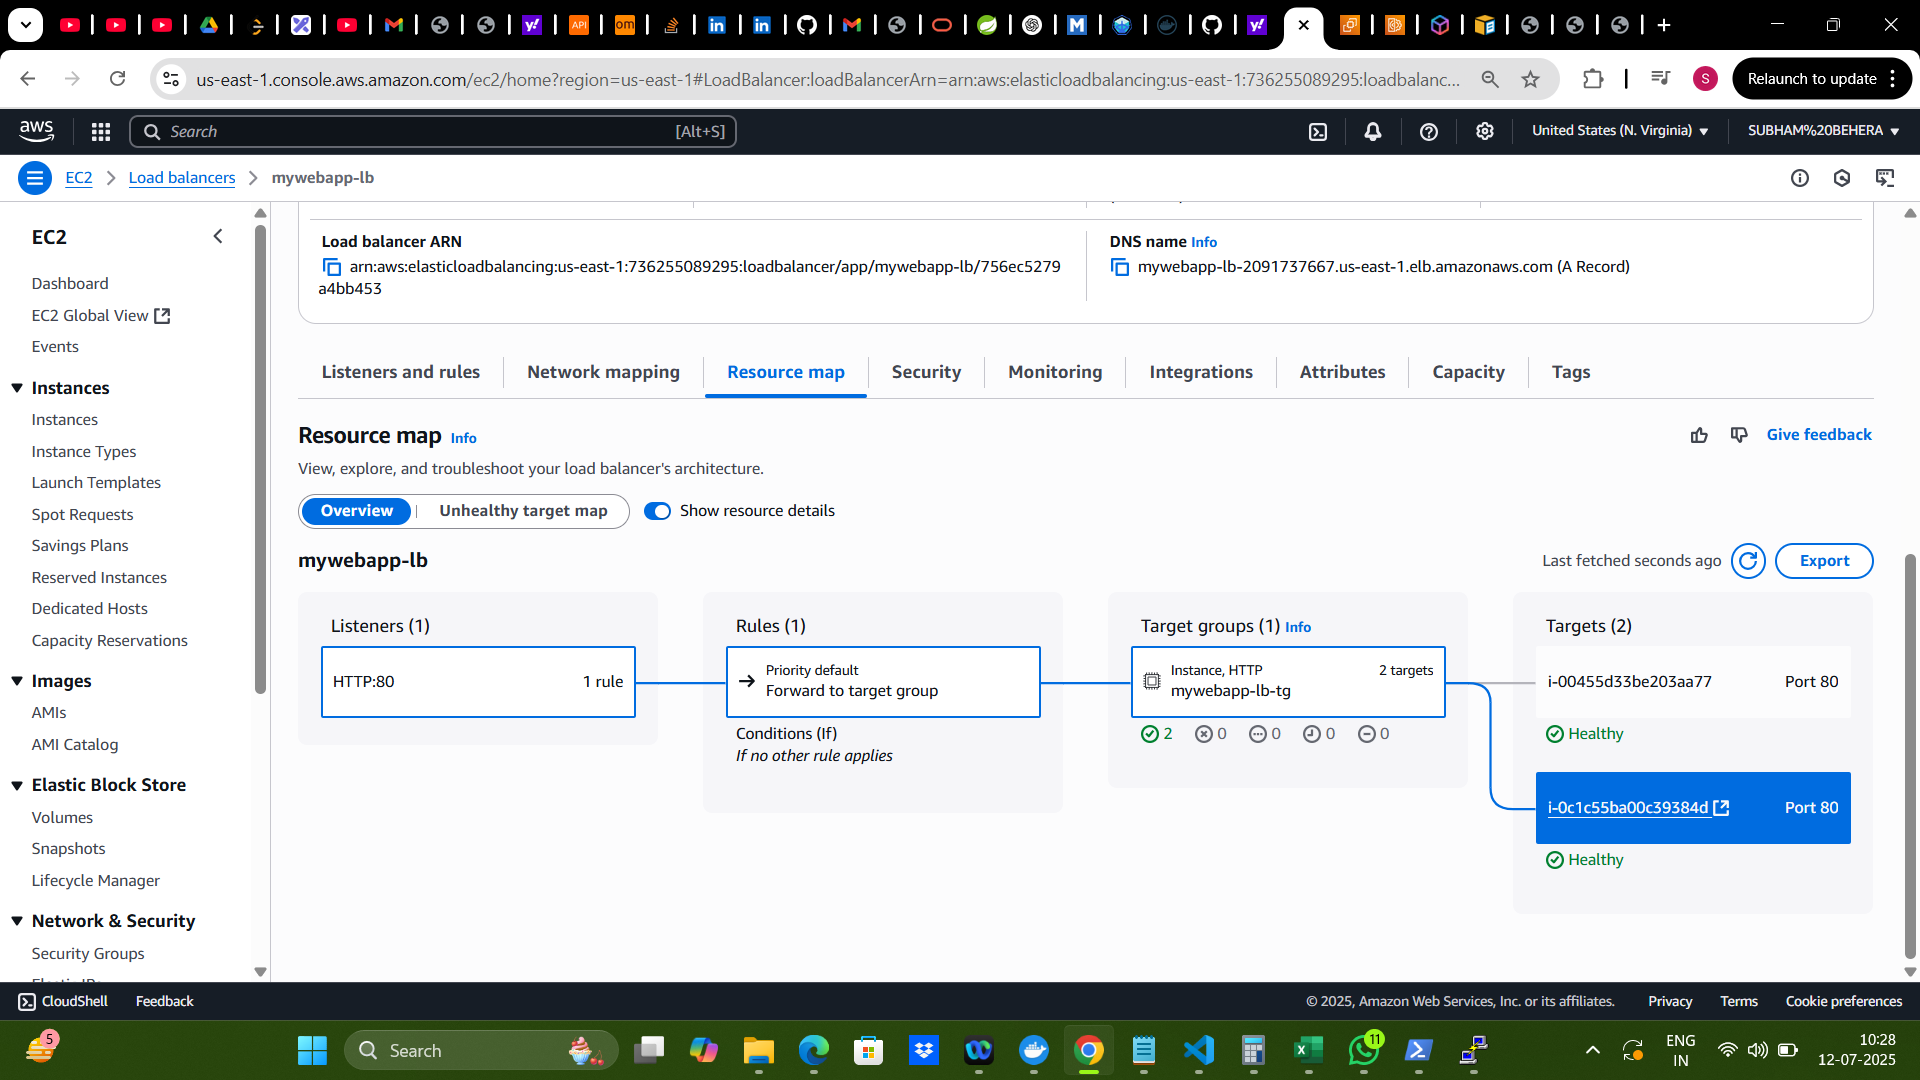 us-east-1.console.aws.amazon.com/ec2/home?region=us-east-1#LoadBalancer:loadBalancerArn=arn:aws:elasticloadbalancing:us-east-1:736255089295:loadbalanc...
S
Relaunch to update
aws
Search
[Alt+S]
United States (N. Virginia)
SUBHAM%20BEHERA
EC2
Load balancers
mywebapp-lb
EC2
Dashboard
EC2 Global View
Events
Instances
Instances
Instance Types
Launch Templates
Spot Requests
Savings Plans
Reserved Instances
Dedicated Hosts
Capacity Reservations
Images
AMIs
AMI Catalog
Elastic Block Store
Volumes
Snapshots
Lifecycle Manager
Network & Security
Security Groups
Load balancer ARN
arn:aws:elasticloadbalancing:us-east-1:736255089295:loadbalancer/app/mywebapp-lb/756ec5279
a4bb453
DNS name Info
mywebapp-lb-2091737667.us-east-1.elb.amazonaws.com (A Record)
Listeners and rules
Network mapping
Resource map
Security
Monitoring
Integrations
Attributes
Capacity
Tags
Resource map Info
Give feedback
View, explore, and troubleshoot your load balancer's architecture.
Overview
Unhealthy target map
Show resource details
mywebapp-lb
Last fetched seconds ago
Export
Listeners (1)
HTTP:80
1 rule
Rules (1)
Priority default
Forward to target group
Conditions (If)
If no other rule applies
Target groups (1) Info
Instance, HTTP
2 targets
mywebapp-lb-tg
2
0
0
0
0
Targets (2)
i-00455d33be203aa77
Port 80
Healthy
i-0c1c55ba00c39384d
Port 80
Healthy
CloudShell
Feedback
© 2025, Amazon Web Services, Inc. or its affiliates.
Privacy
Terms
Cookie preferences
5
Search
11
ENG
IN
10:28
12-07-2025